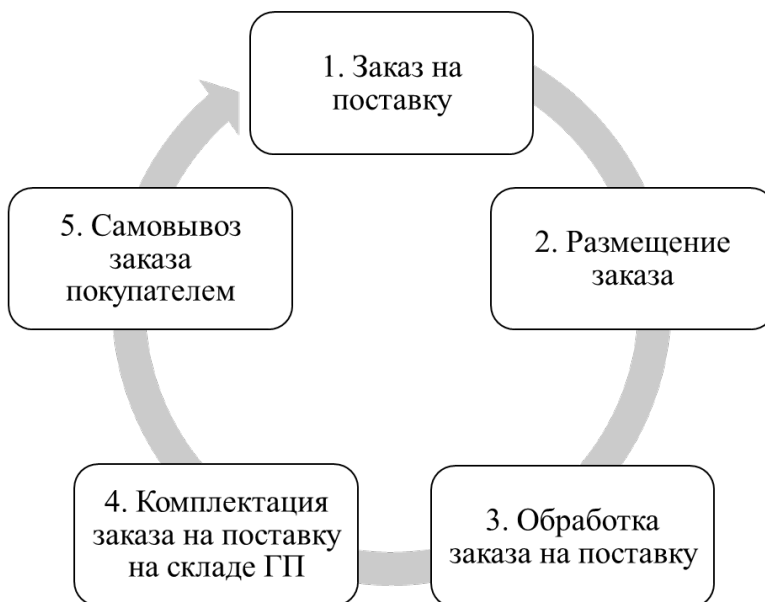 1. Заказ на
поставку
2. Размещение
заказа
3. Обработка
заказа на поставку
4. Комплектация
заказа на поставку
на складе ГП
5. Самовывоз
заказа
покупателем